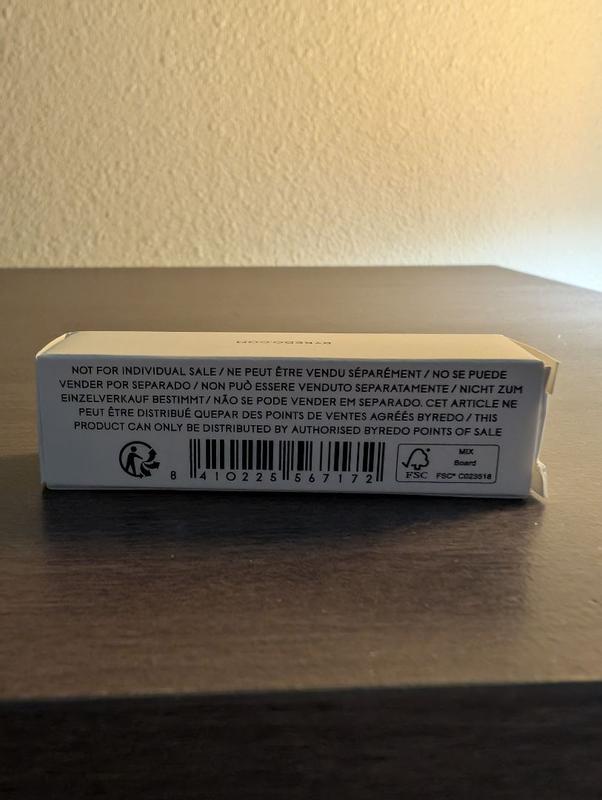 BYREDO.COM
NOT FOR INDIVIDUAL SALE / NE PEUT ÊTRE VENDU SÉPARÉMENT / NO SE PUEDE
VENDER POR SEPARADO / NON PUÒ ESSERE VENDUTO SEPARATAMENTE / NICHT ZUM
EINZELVERKAUF BESTIMMT / NÃO SE PODE VENDER EM SEPARADO. CET ARTICLE NE
PEUT ÊTRE DISTRIBUÉ QUEPAR DES POINTS DE VENTES AGRÉÉS BYREDO / THIS
PRODUCT CAN ONLY BE DISTRIBUTED BY AUTHORISED BYREDO POINTS OF SALE
8 410225 567172
FSC
MIX
Board
FSC® C023518